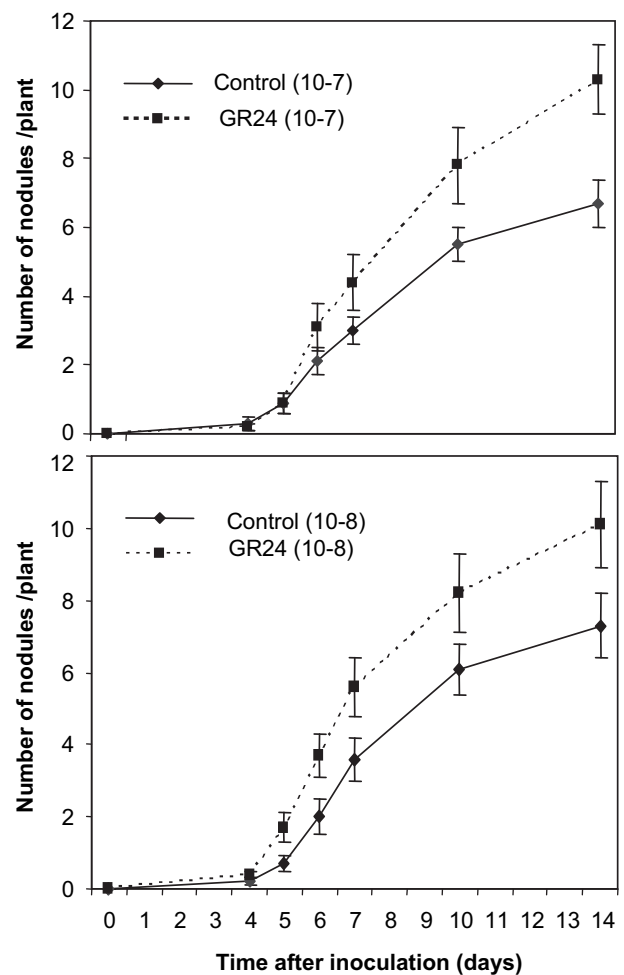 12
10
8
6
4
2
0
Number of nodules /plant
Control (10-7)
GR24 (10-7)
12
10
8
6
4
2
0
Number of nodules /plant
Control (10-8)
GR24 (10-8)
0 1 2 4 5 6 7 8 9 10 11 12 13 14
Time after inoculation (days)